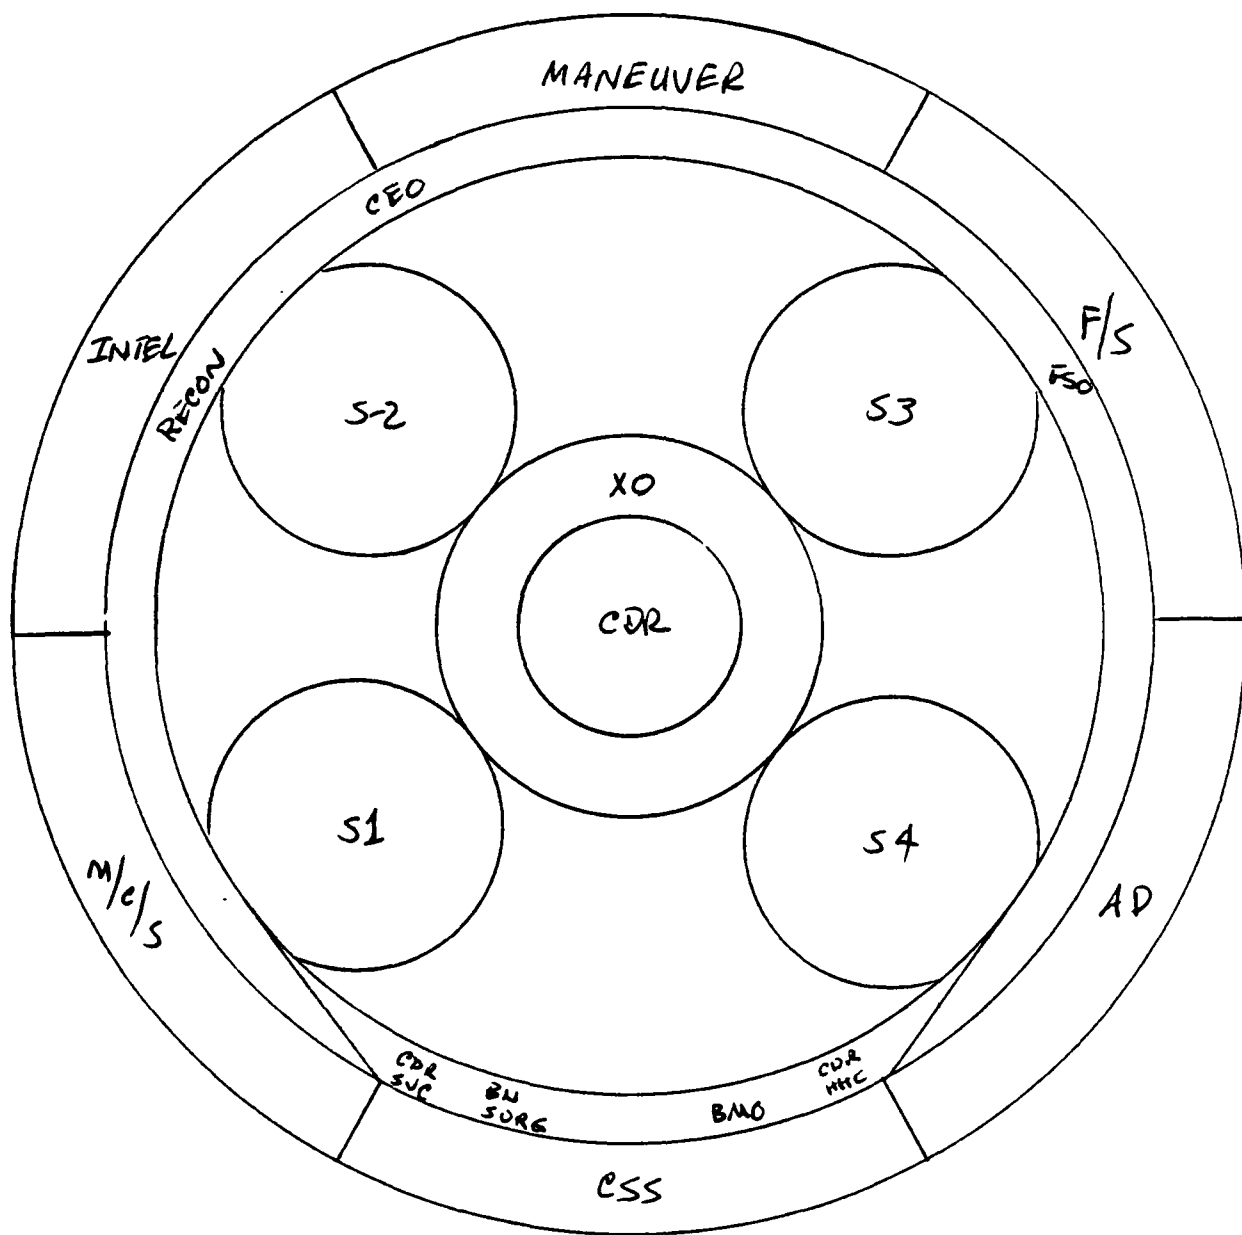 MANEUVER
CEO
INTEL
RECON
F/S
FSO
S-2
S3
XO
CDR
S1
S4
M/C/S
AD
CDR
SVC
BN
SURG
BMO
CDR
HHC
CSS